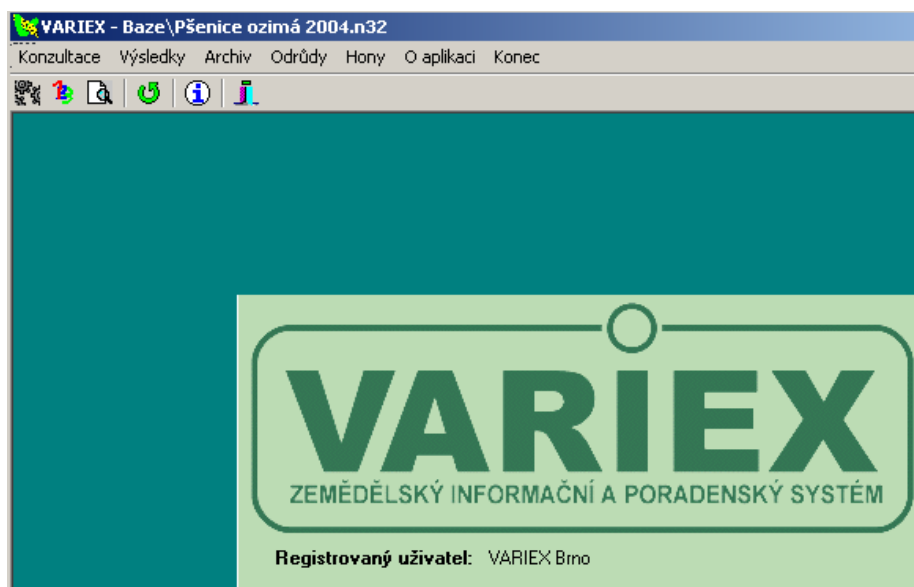 VARIEX - Baze\Pšenice ozimá 2004.n32
Konzultace Výsledky Archiv Odrůdy Hony O aplikaci Konec
VARIEX
ZEMĚDĚLSKÝ INFORMAČNÍ A PORADENSKÝ SYSTÉM
Registrovaný uživatel: VARIEX Brno